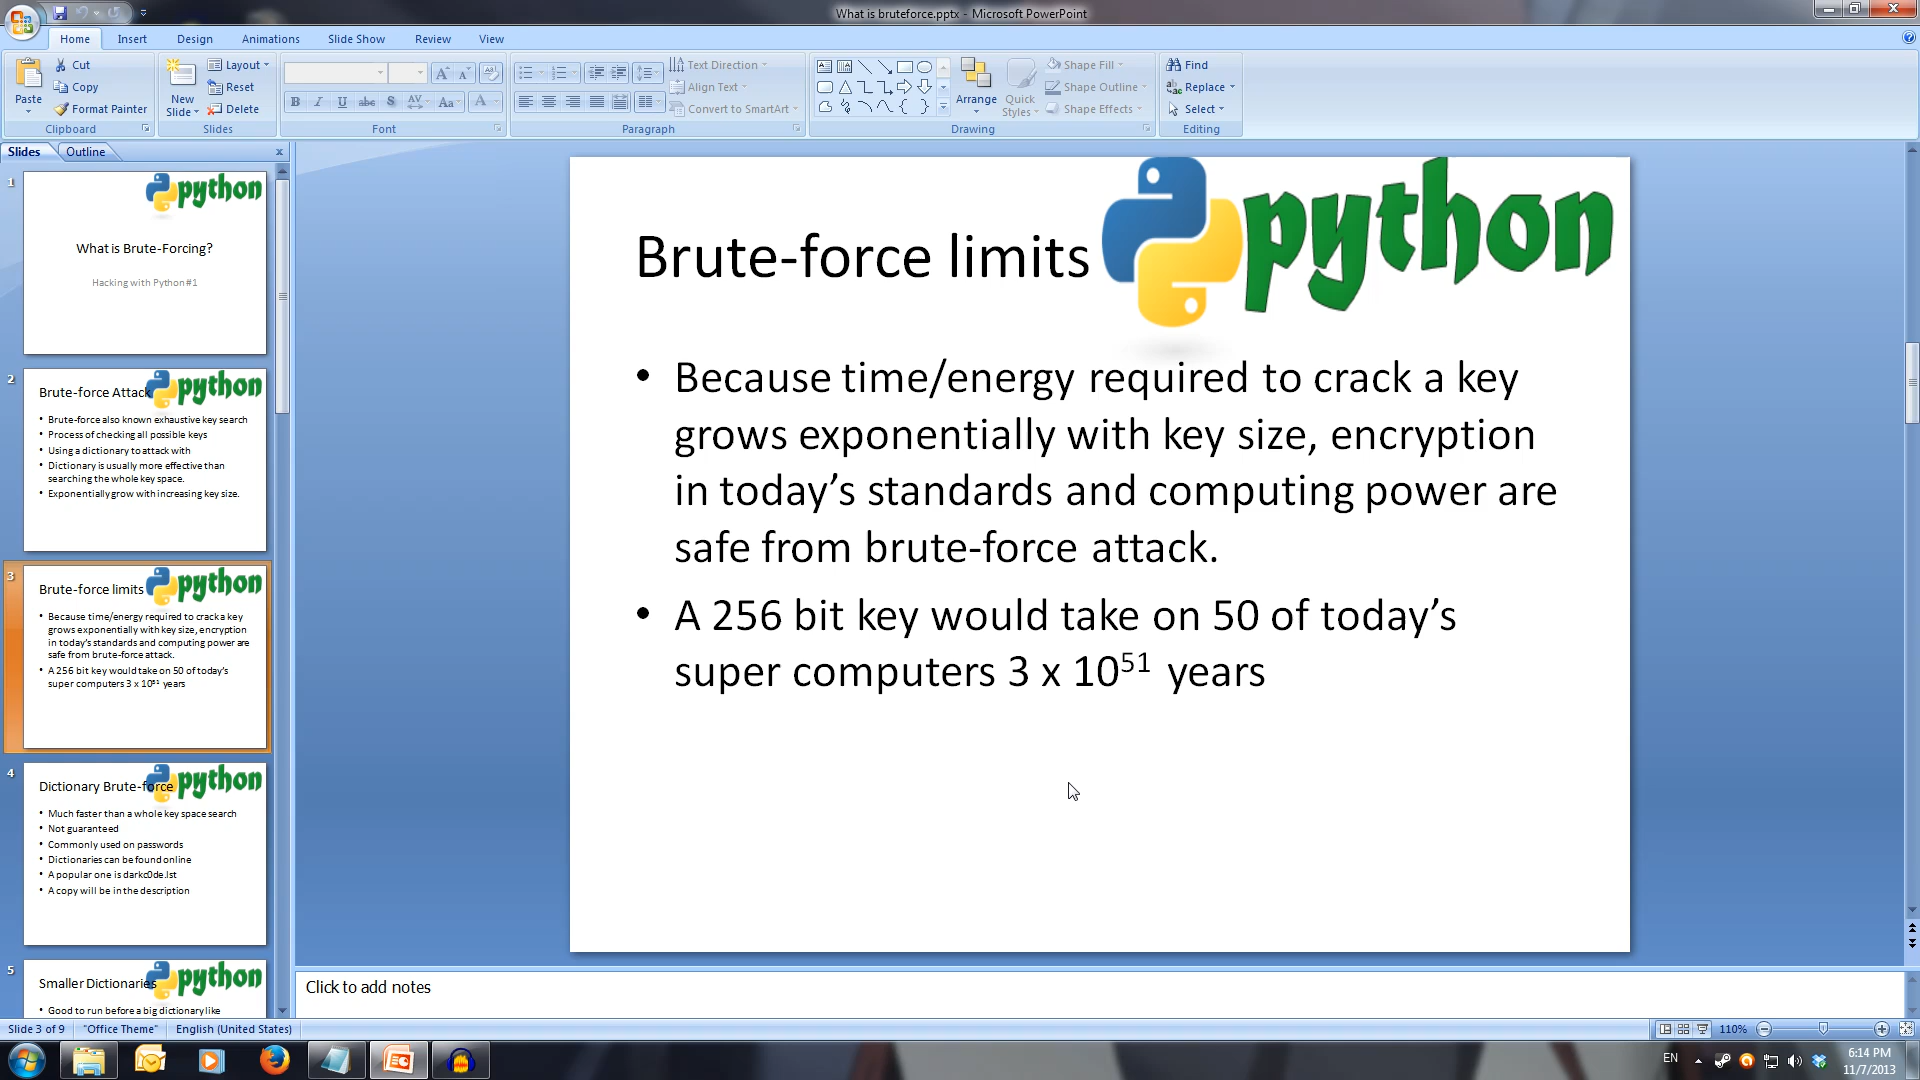 What is bruteforce.pptx - Microsoft PowerPoint
Home Insert Design Animations Slide Show Review View
Paste
Cut
Copy
Format Painter
Clipboard
New Slide
Layout
Reset
Delete
Slides
B I U abc S AV Aa A
Font
Text Direction
Align Text
Convert to SmartArt
Paragraph
Arrange
Quick Styles
Shape Fill
Shape Outline
Shape Effects
Drawing
Find
Replace
Select
Editing
Slides Outline x
1
python
What is Brute-Forcing?
Hacking with Python #1
2
Brute-force Attack python
• Brute-force also known exhaustive key search
• Process of checking all possible keys
• Using a dictionary to attack with
• Dictionary is usually more effective than
searching the whole key space.
• Exponentially grow with increasing key size.
3
Brute-force limits python
• Because time/energy required to crack a key
grows exponentially with key size, encryption
in today's standards and computing power are
safe from brute-force attack.
• A 256 bit key would take on 50 of today's
super computers 3 x 10⁵¹ years
4
Dictionary Brute-force python
• Much faster than a whole key space search
• Not guaranteed
• Commonly used on passwords
• Dictionaries can be found online
• A popular one is darkc0de.lst
• A copy will be in the description
5
Smaller Dictionaries python
• Good to run before a big dictionary like
Brute-force limits python
• Because time/energy required to crack a key
grows exponentially with key size, encryption
in today’s standards and computing power are
safe from brute-force attack.
• A 256 bit key would take on 50 of today’s
super computers 3 x 10⁵¹ years
Click to add notes
Slide 3 of 9 "Office Theme" English (United States) 110%
EN 6:14 PM
11/7/2013